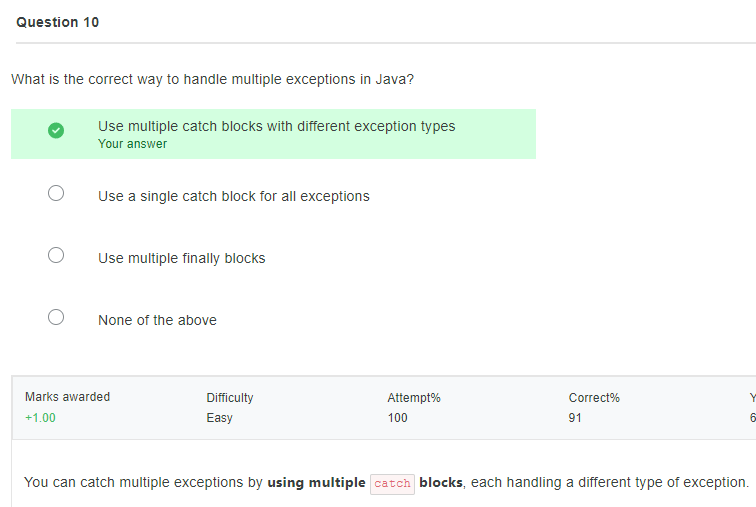 Question 10
What is the correct way to handle multiple exceptions in Java?
Use multiple catch blocks with different exception types
Your answer
Use a single catch block for all exceptions
Use multiple finally blocks
None of the above
Marks awarded Difficulty Attempt% Correct% Y
+1.00 Easy 100 91 6
You can catch multiple exceptions by using multiple catch blocks, each handling a different type of exception.